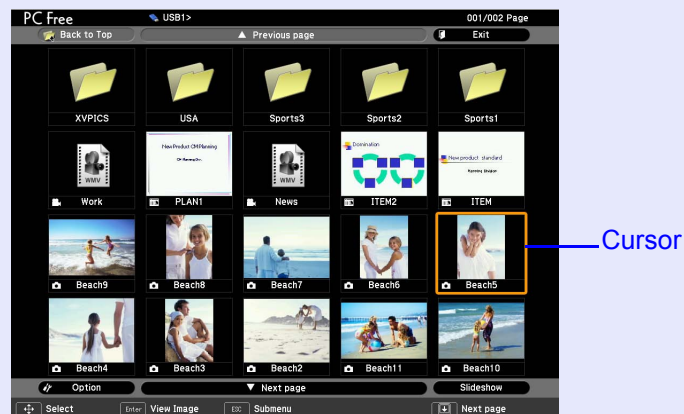 PC Free USB1> 001/002 Page
Back to Top ▲ Previous page Exit
XVPICS USA Sports3 Sports2 Sports1
New Product CM Planning
Domination
New product standard
Planning Division
WMV WMV
Work PLAN1 News ITEM2 ITEM
Cursor
Beach9 Beach8 Beach7 Beach6 Beach5
Beach4 Beach3 Beach2 Beach11 Beach10
Option ▼ Next page Slideshow
Select Enter View Image ESC Submenu Next page